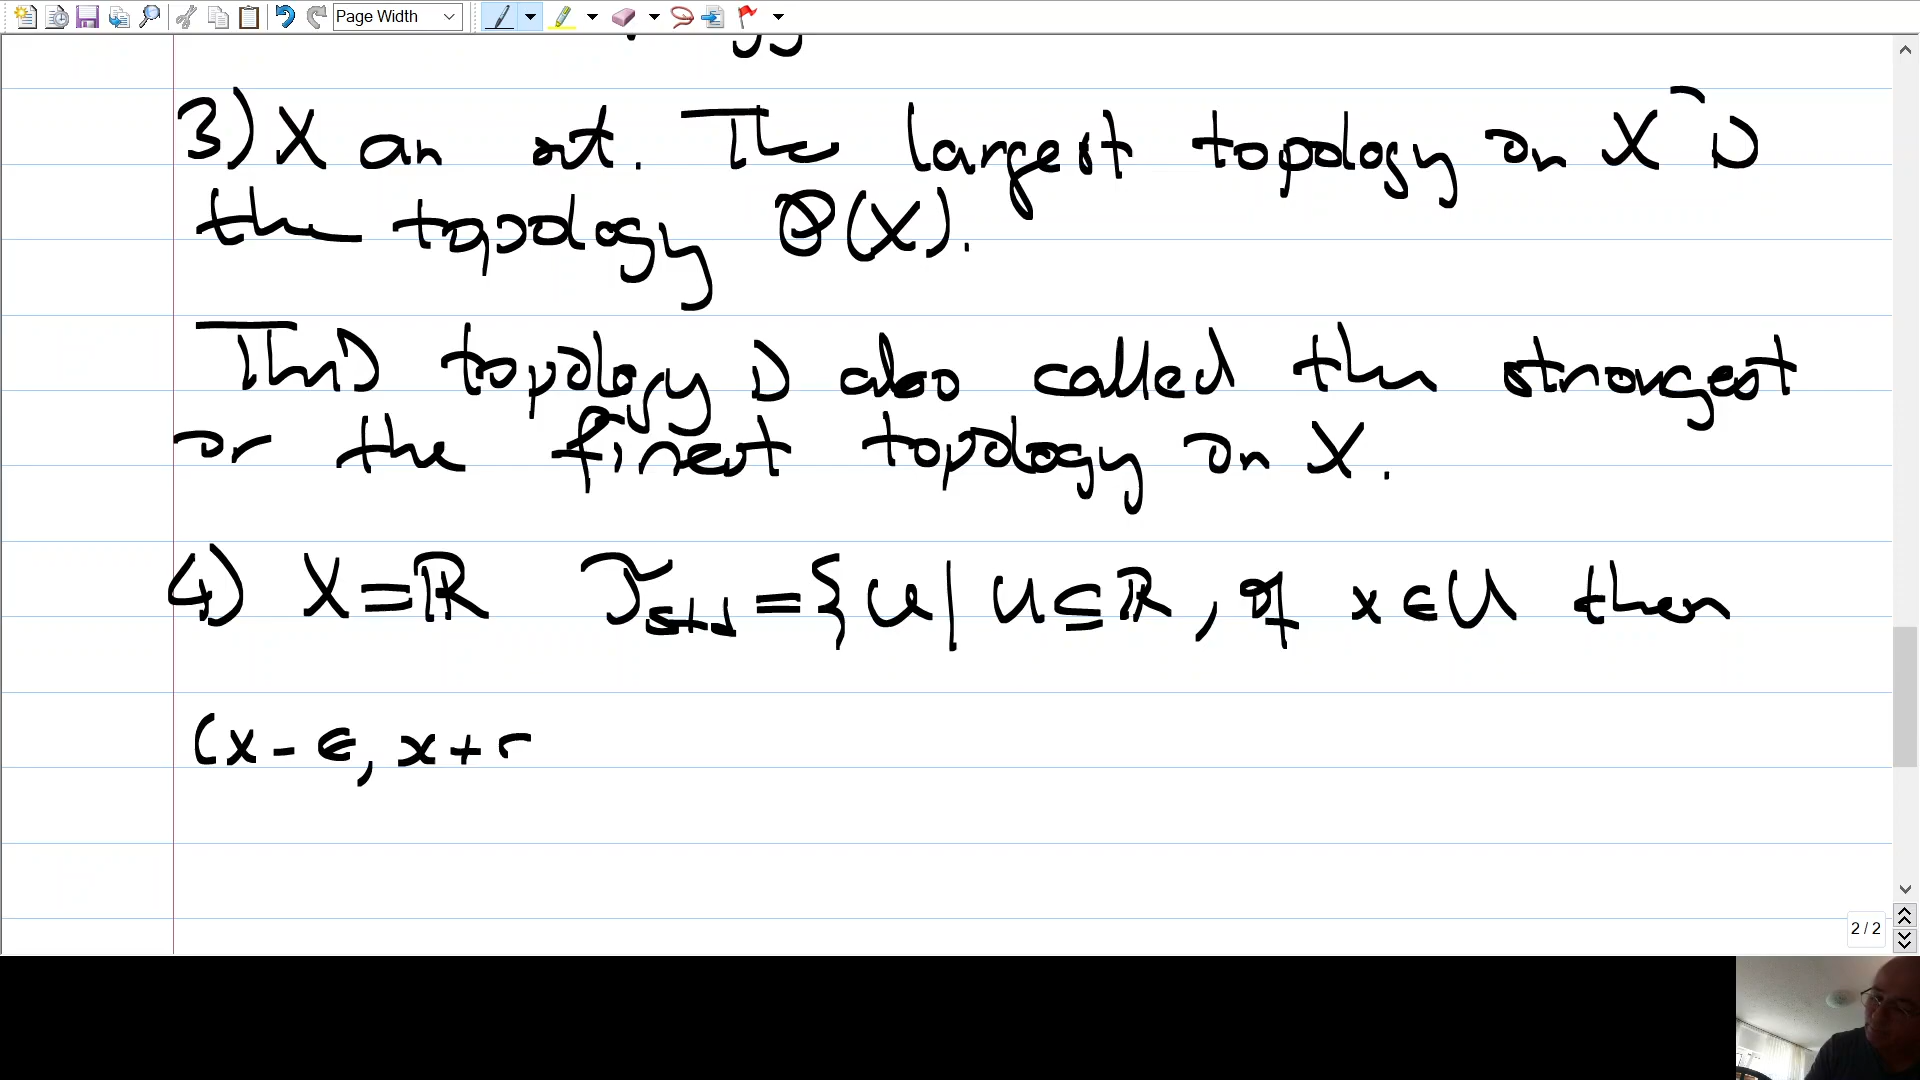 Page Width
3) X an set. The largest topology on X is
the topology P(X).
This topology is also called the strongest
or the finest topology on X.
4) X=ℝ 𝒯std = {U | U⊆ℝ, if x∈U then
(x-ϵ, x+
2 / 2